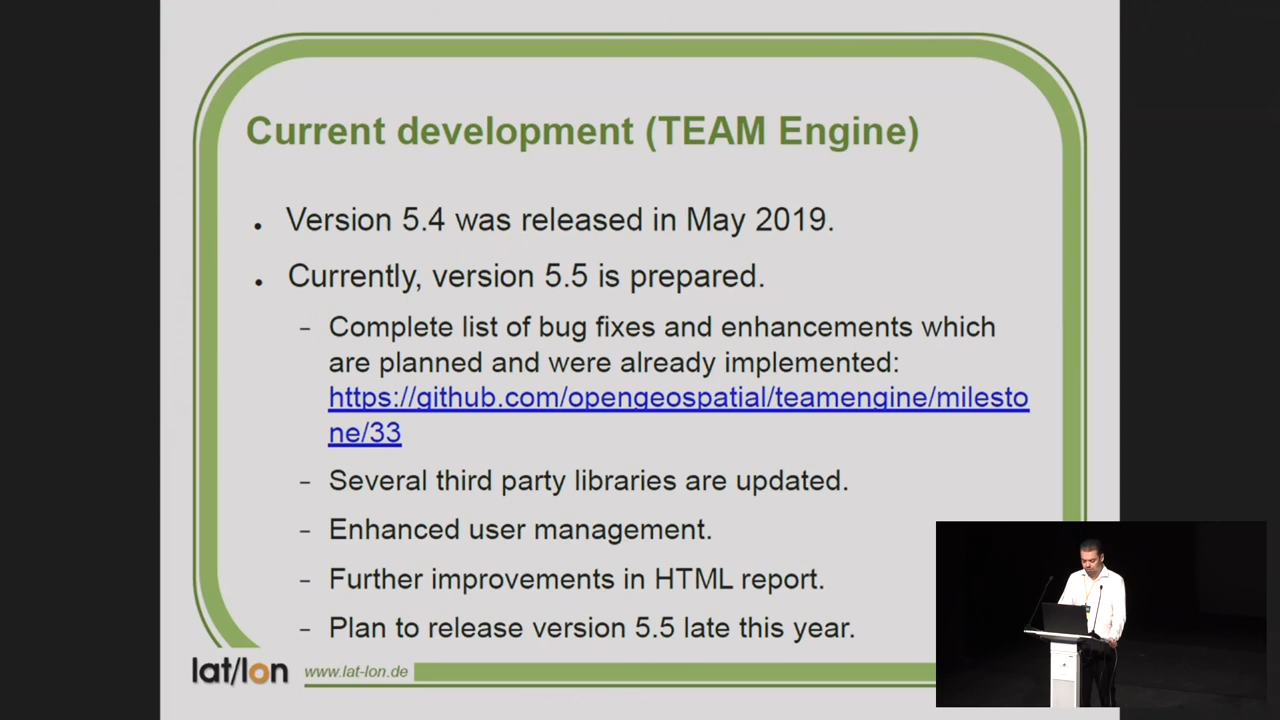 Current development (TEAM Engine)
• Version 5.4 was released in May 2019.
• Currently, version 5.5 is prepared.
– Complete list of bug fixes and enhancements which
are planned and were already implemented:
https://github.com/opengeospatial/teamengine/milesto
ne/33
– Several third party libraries are updated.
– Enhanced user management.
– Further improvements in HTML report.
– Plan to release version 5.5 late this year.
lat/lon www.lat-lon.de